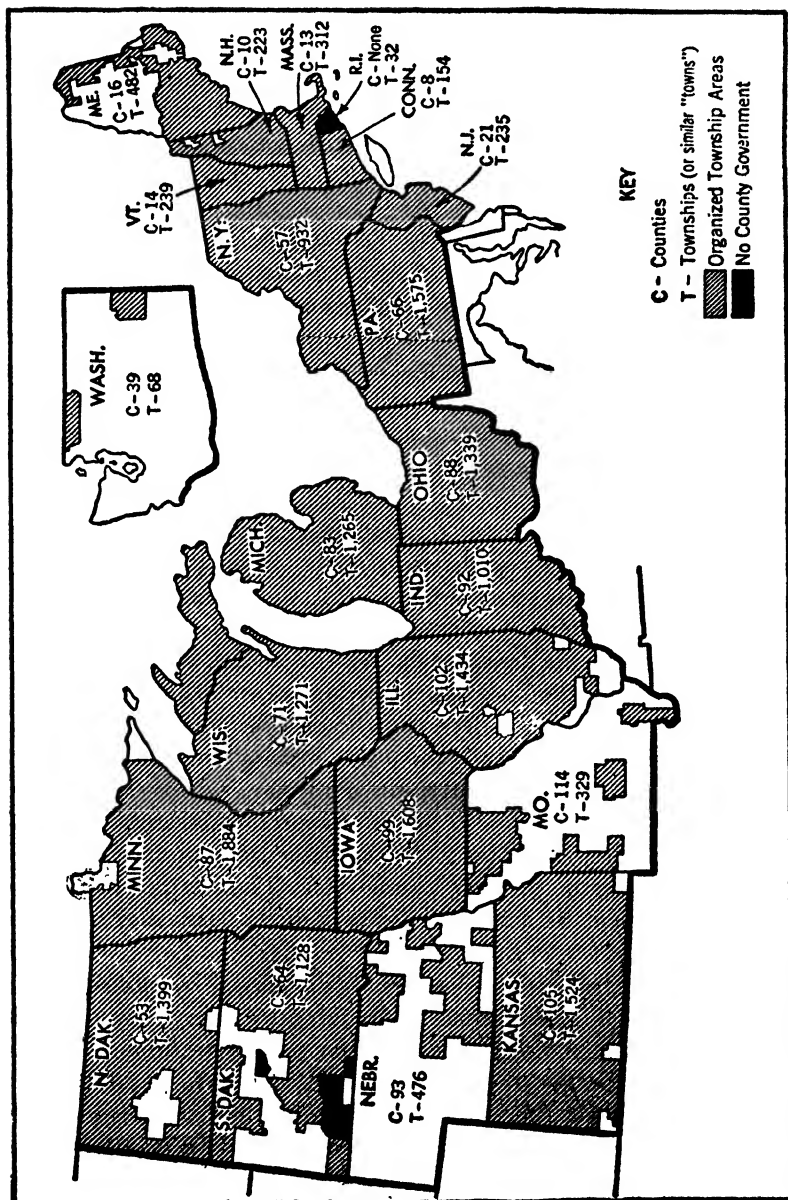 WASH.
C-39
T-68
ME.
C-16
T-482
N.H.
C-10
T-223
MASS.
C-13
T-312
R.I.
C-None
T-32
CONN.
C-8
T-154
VT.
C-14
T-239
N.Y.
C-57
T-932
N.J.
C-21
T-235
PA.
C-66
T-1,575
MICH.
C-83
T-1,265
OHIO
C-88
T-1,339
IND.
C-92
T-1,010
WIS.
C-71
T-1,271
ILL.
C-102
T-1,434
MINN.
C-87
T-1,884
IOWA
C-99
T-1,608
MO.
C-114
T-329
N. DAK.
C-53
T-1,399
S. DAK.
C-64
T-1,128
NEBR.
C-93
T-476
KANSAS
C-105
T-1,524
KEY
C - Counties
T - Townships (or similar "towns")
Organized Township Areas
No County Government